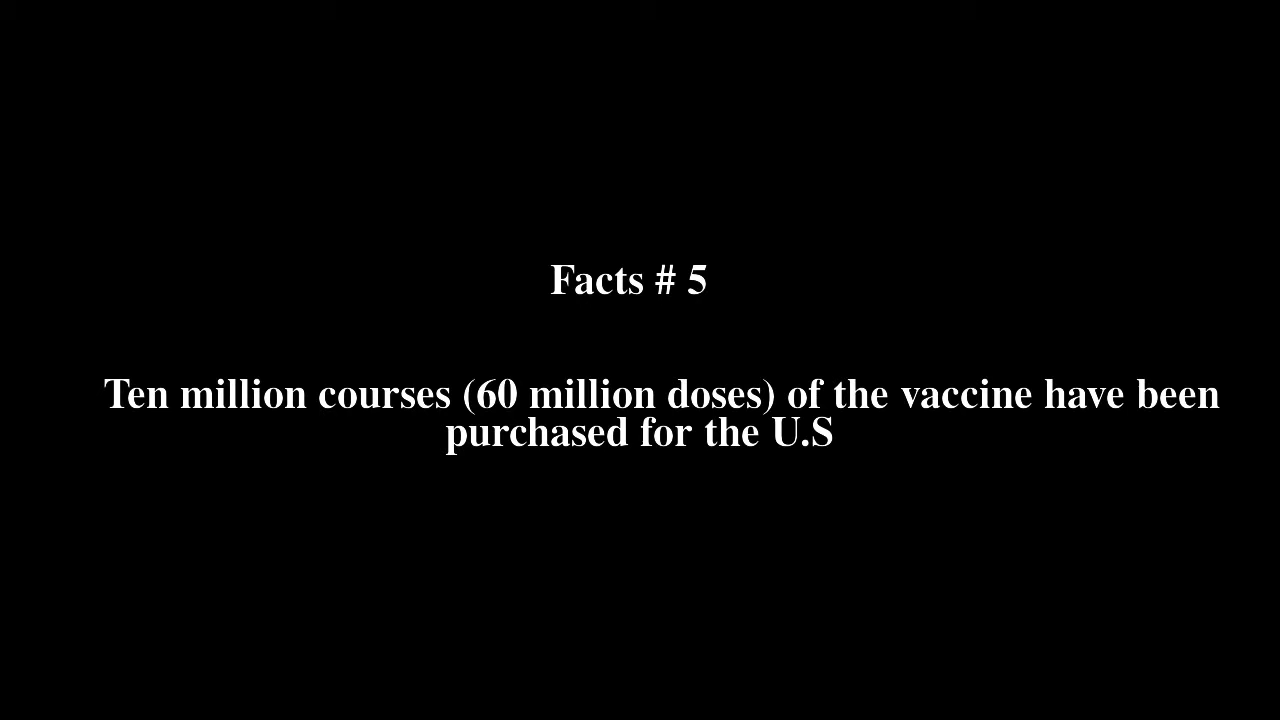 Facts # 5
Ten million courses (60 million doses) of the vaccine have been
purchased for the U.S